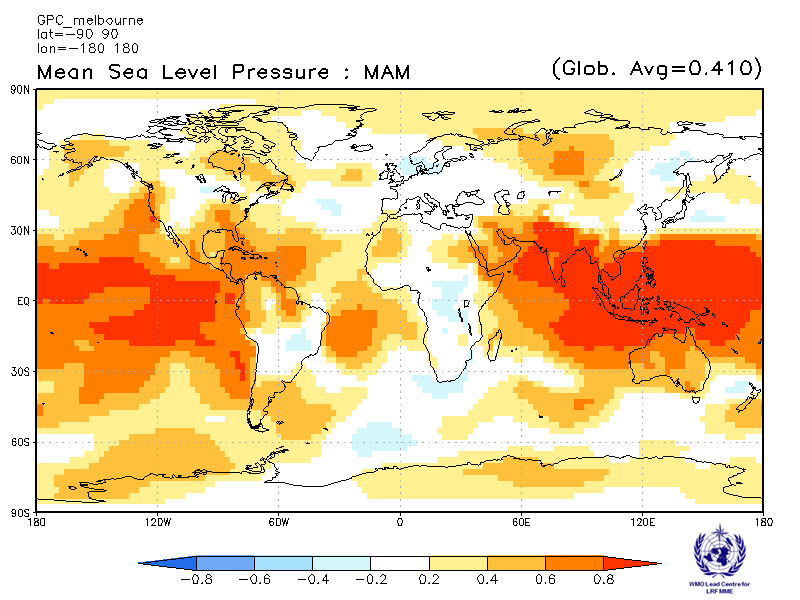 GPC_melbourne
lat=−90 90
lon=−180 180
Mean Sea Level Pressure : MAM
(Glob. Avg=0.410)
90N
60N
30N
EQ
30S
60S
90S
180 120W 60W 0 60E 120E 180
−0.8 −0.6 −0.4 −0.2 0.2 0.4 0.6 0.8
WMO Lead Centre for
LRF MME